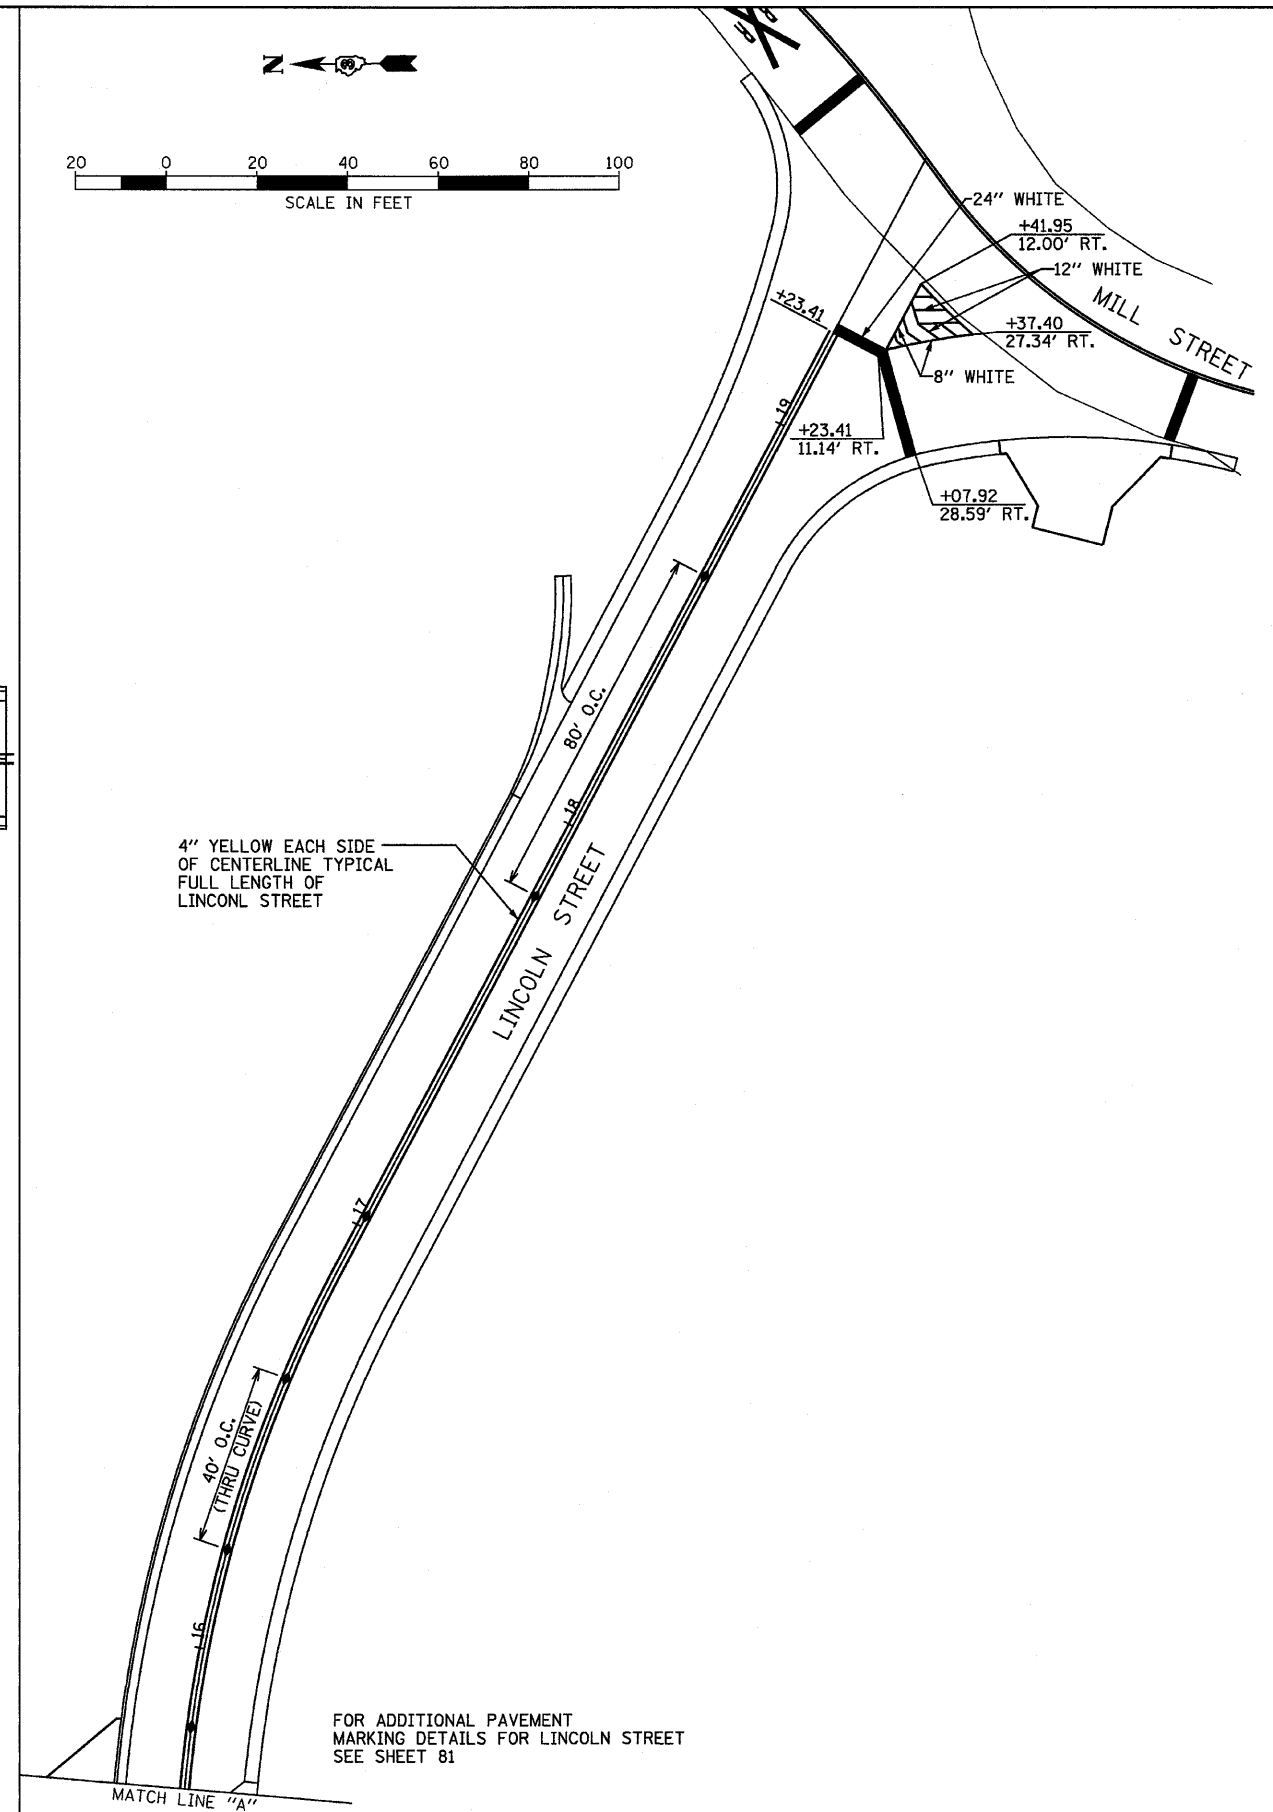 R R
N
20 0 20 40 60 80 100
SCALE IN FEET
24" WHITE
+41.95
12.00' RT.
12" WHITE
MILL STREET
+23.41
+37.40
27.34' RT.
8" WHITE
19
+23.41
11.14' RT.
+07.92
28.59' RT.
80' O.C.
18
4" YELLOW EACH SIDE
OF CENTERLINE TYPICAL
FULL LENGTH OF
LINCONL STREET
LINCOLN STREET
17
40' O.C.
(THRU CURVE)
16
FOR ADDITIONAL PAVEMENT
MARKING DETAILS FOR LINCOLN STREET
SEE SHEET 81
MATCH LINE "A"